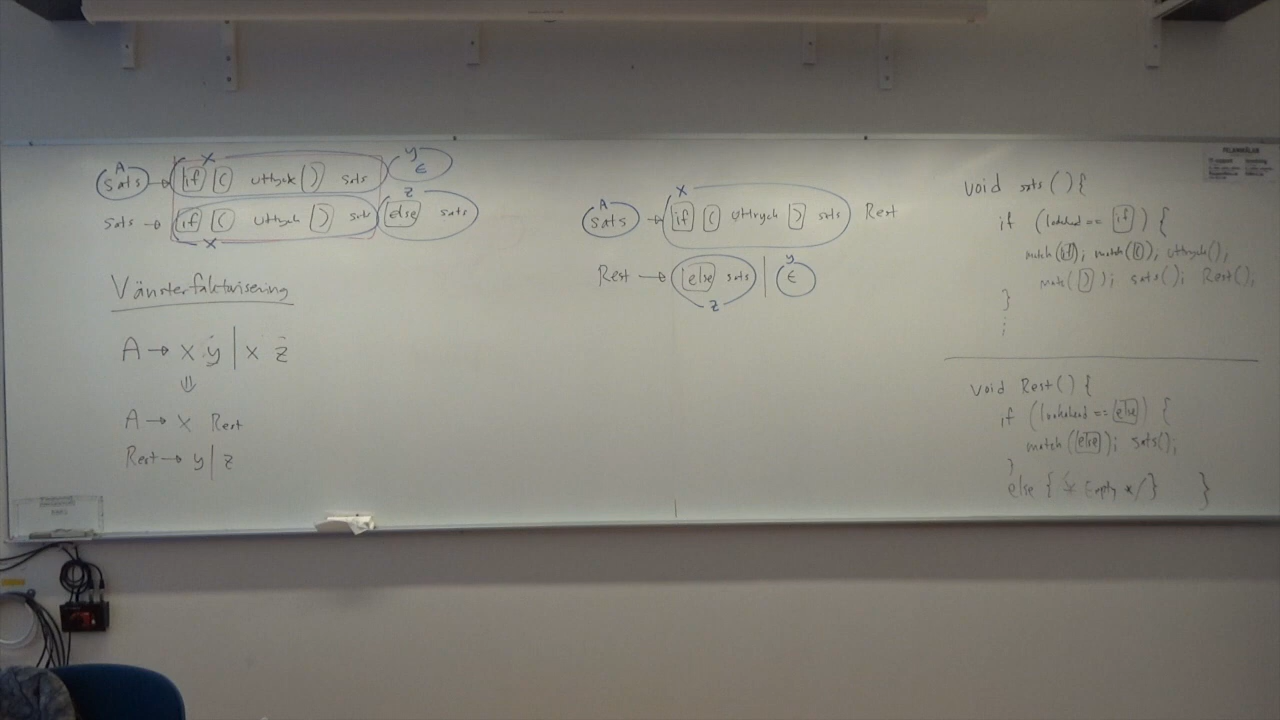 A x y
sats → if ( uttryck ) sats ε
z
sats → if ( uttryck ) sats else sats
x
Vänsterfaktorisering
A → x y | x z
⇓
A → x Rest
Rest → y | z
A x
sats → if ( uttryck ) sats Rest
y
Rest → else sats | ε
z
void sats () {
if (lookahead == if) {
match(if); match((); uttryck();
mats()); sats(); Rest();
}
⋮
void Rest() {
if (lookahead == else) {
match(else); sats();
}
else { * Empty */} }
FELANMÄLAN